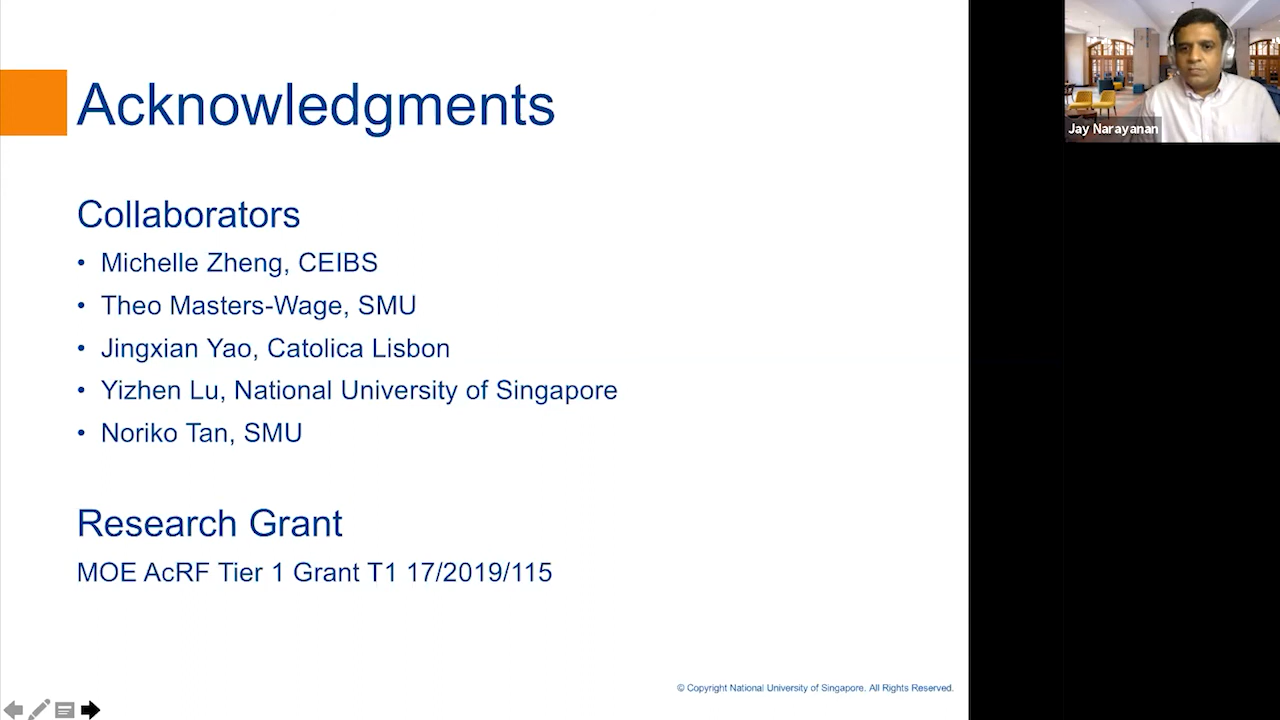 Acknowledgments
Collaborators
• Michelle Zheng, CEIBS
• Theo Masters-Wage, SMU
• Jingxian Yao, Catolica Lisbon
• Yizhen Lu, National University of Singapore
• Noriko Tan, SMU
Research Grant
MOE AcRF Tier 1 Grant T1 17/2019/115
© Copyright National University of Singapore. All Rights Reserved.
Jay Narayanan